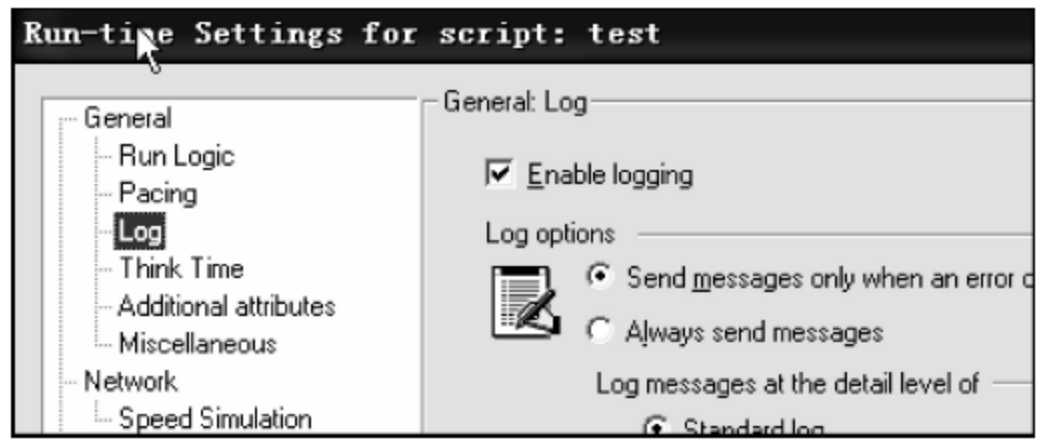 Run-time Settings for script: test
General
Run Logic
Pacing
Log
Think Time
Additional attributes
Miscellaneous
Network
Speed Simulation
General: Log
Enable logging
Log options
Send messages only when an error
Always send messages
Log messages at the detail level of
Standard log